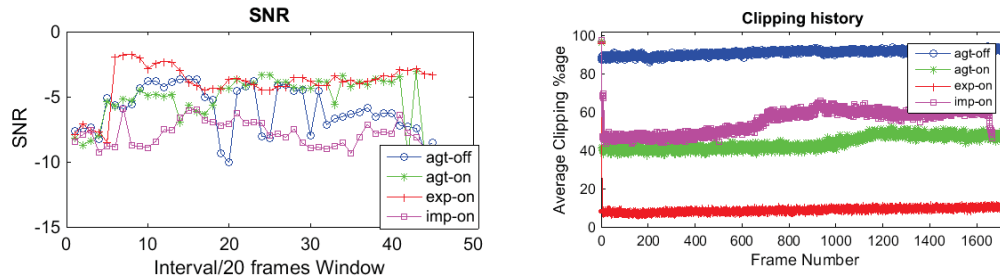 SNR
0
-5
-10
-15
SNR
0
10
20
30
40
50
Interval/20 frames Window
agt-off
agt-on
exp-on
imp-on
Clipping history
100
80
60
40
20
0
Average Clipping %age
0
200
400
600
800
1000
1200
1400
1600
Frame Number
agt-off
agt-on
exp-on
imp-on